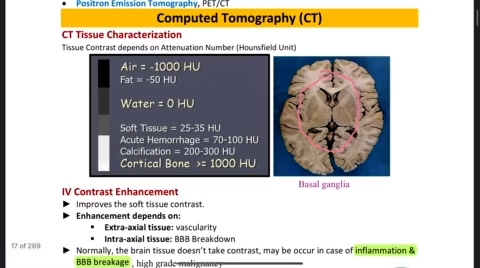 • Positron Emission Tomography, PET/CT
Computed Tomography (CT)
CT Tissue Characterization
Tissue Contrast depends on Attenuation Number (Hounsfield Unit)
Air = -1000 HU
Fat = -50 HU
Water = 0 HU
Soft Tissue = 25-35 HU
Acute Hemorrhage = 70-100 HU
Calcification = 200-300 HU
Cortical Bone >= 1000 HU
Basal ganglia
IV Contrast Enhancement
► Improves the soft tissue contrast.
► Enhancement depends on:
▪ Extra-axial tissue: vascularity
▪ Intra-axial tissue: BBB Breakdown
► Normally, the brain tissue doesn't take contrast, may be occur in case of inflammation &
BBB breakage, high grade malignancy
17 of 269